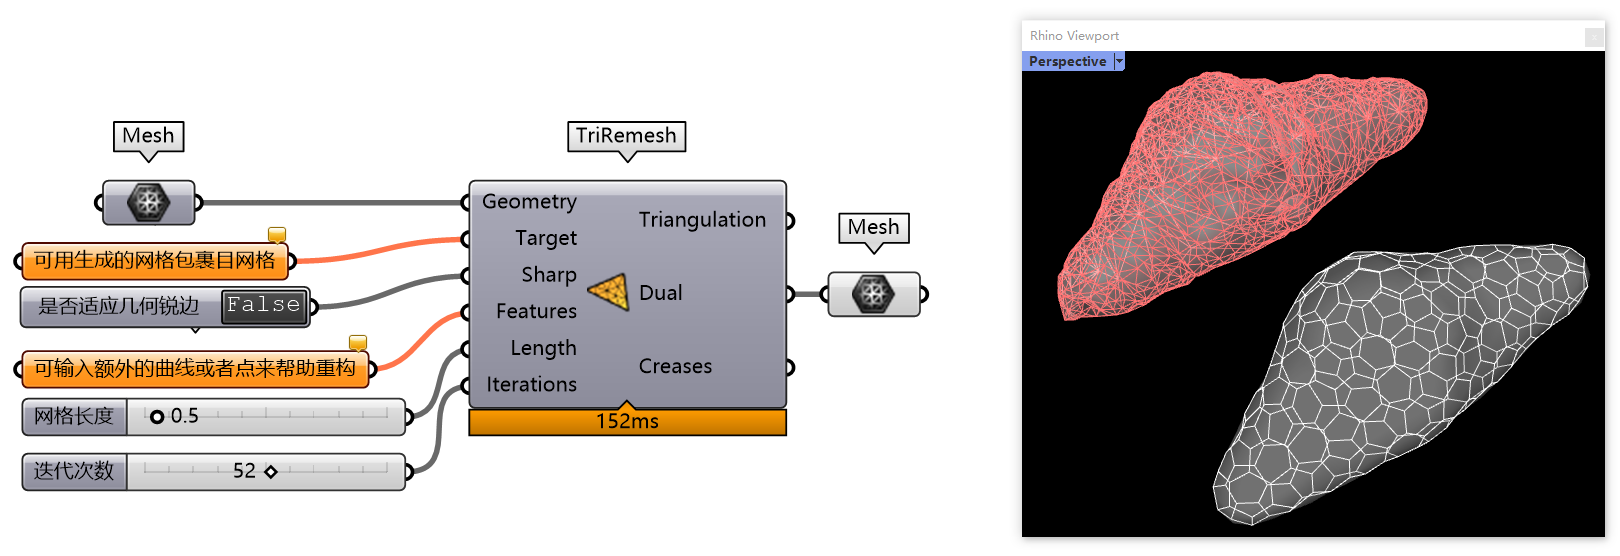 Mesh
TriRemesh
Geometry
Target
Sharp
Features
Length
Iterations
Triangulation
Dual
Creases
152ms
可用生成的网格包裹目网格
是否适应几何锐边 False
可输入额外的曲线或者点来帮助重构
网格长度 0.5
迭代次数 52
Mesh
Rhino Viewport
x
Perspective